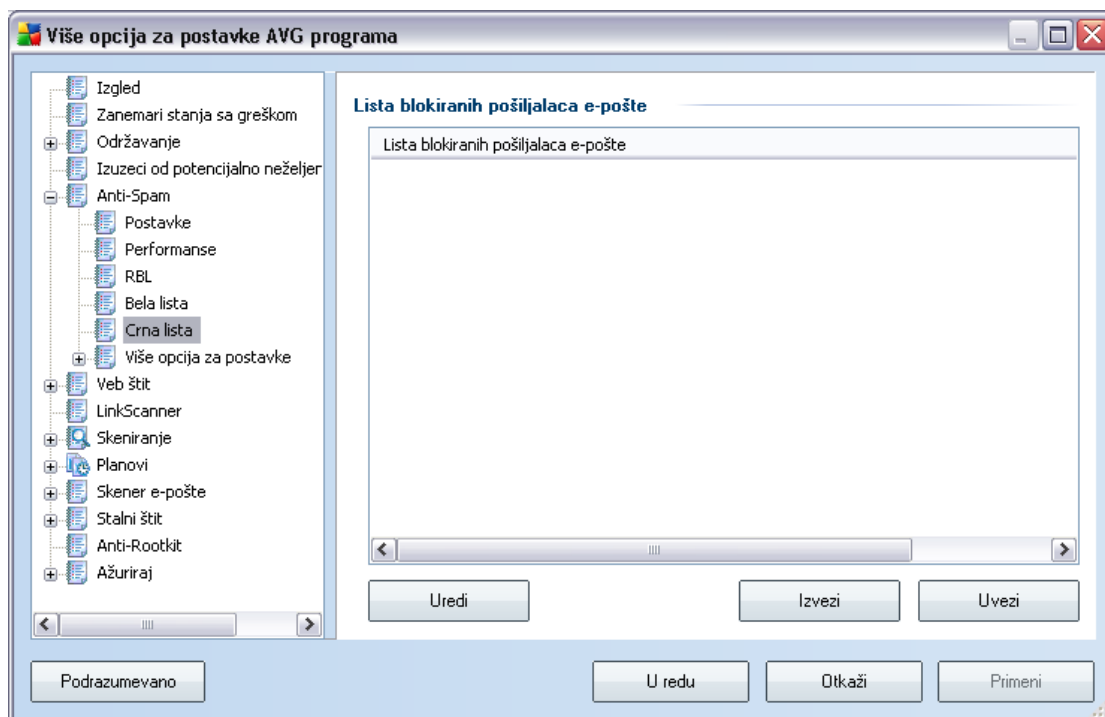 Više opcija za postavke AVG programa
Izgled
Zanemari stanja sa greškom
Održavanje
Izuzeci od potencijalno neželjer
Anti-Spam
Postavke
Performanse
RBL
Bela lista
Crna lista
Više opcija za postavke
Veb štit
LinkScanner
Skeniranje
Planovi
Skener e-pošte
Stalni štit
Anti-Rootkit
Ažuriraj
Lista blokiranih pošiljalaca e-pošte
Lista blokiranih pošiljalaca e-pošte
Uredi
Izvezi
Uvezi
Podrazumevano
U redu
Otkaži
Primeni